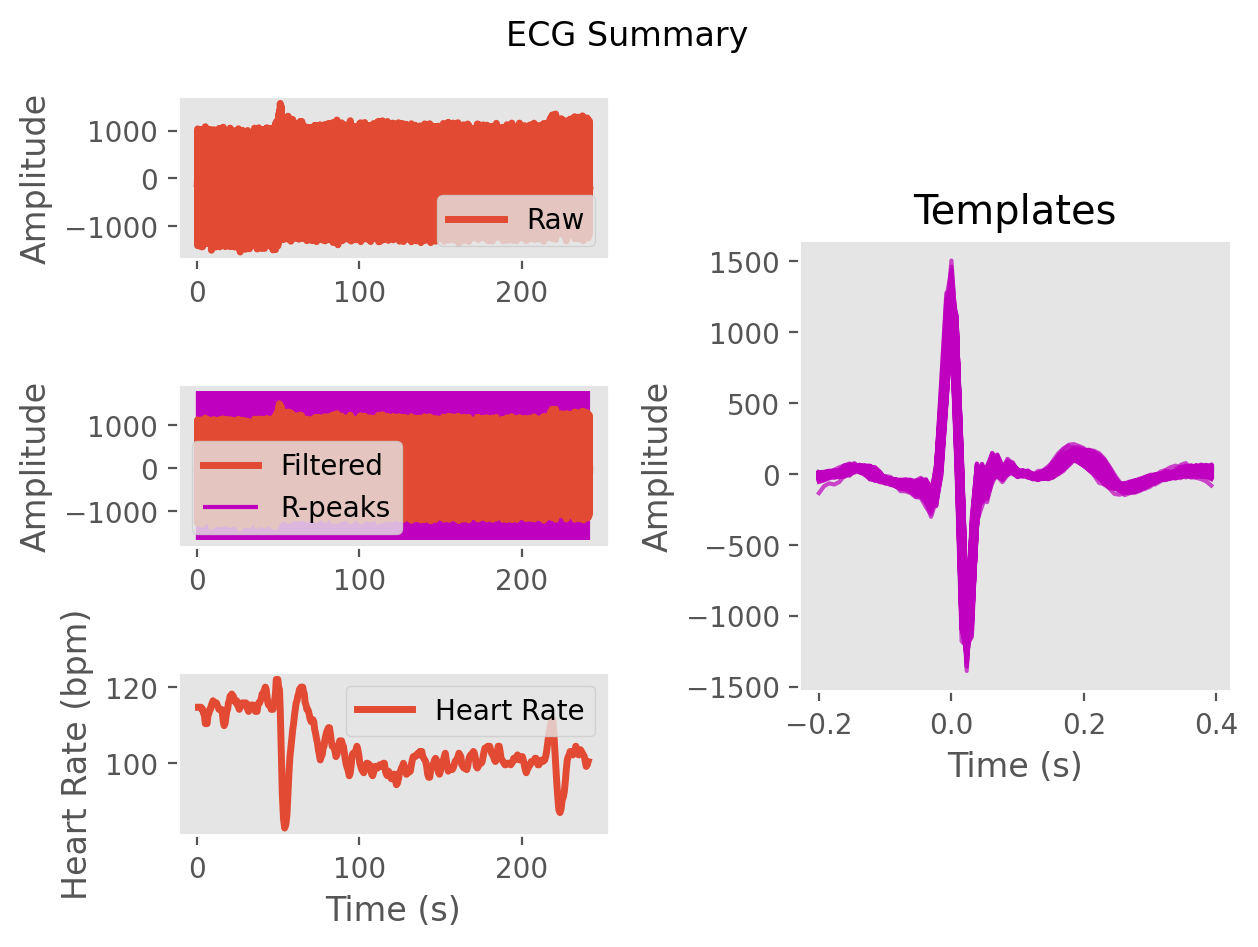 ECG Summary
Amplitude
1000
0
−1000
Raw
0 100 200
Amplitude
1000
0
−1000
Filtered
R-peaks
0 100 200
Heart Rate (bpm)
120
100
Heart Rate
0 100 200
Time (s)
Templates
Amplitude
1500
1000
500
0
−500
−1000
−1500
−0.2 0.0 0.2 0.4
Time (s)